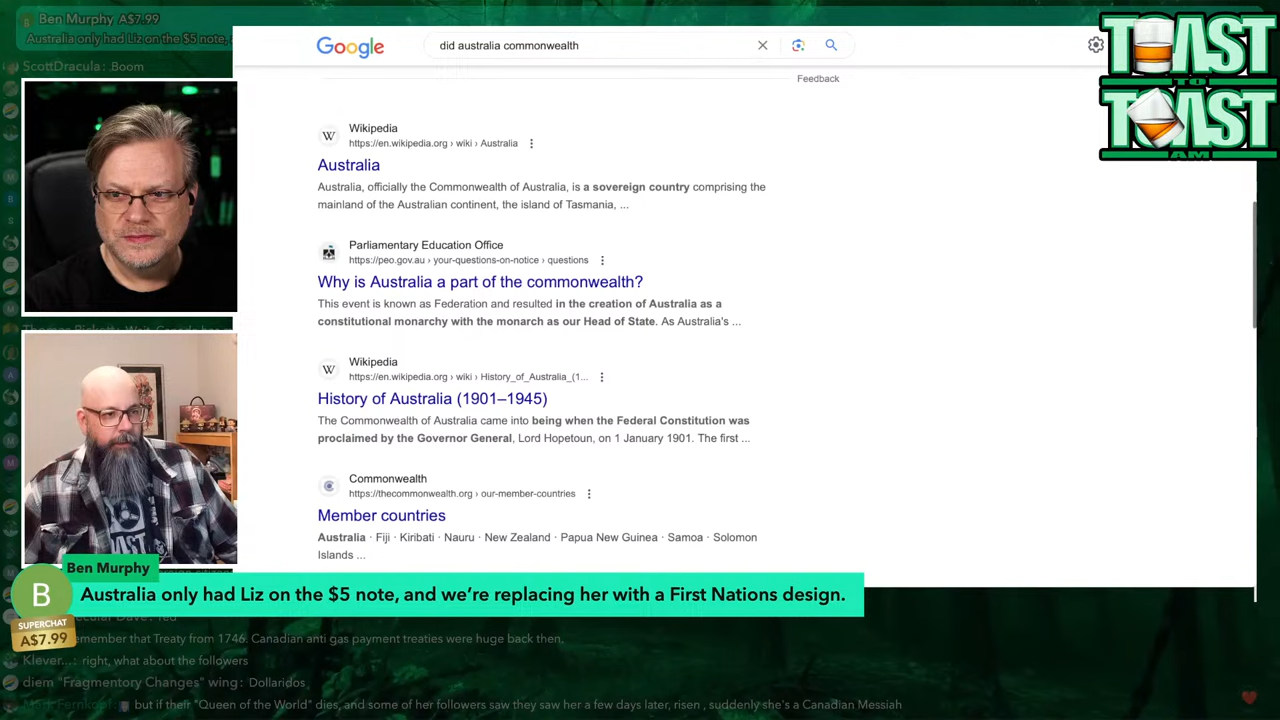 Ben Murphy A$7.99
Australia only had Liz on the $5 note,
ScottDracula: .Boom
Google
did australia commonwealth
Feedback
TOAST
TO
TOAST
AM
Wikipedia
https://en.wikipedia.org › wiki › Australia
Australia
Australia, officially the Commonwealth of Australia, is a sovereign country comprising the
mainland of the Australian continent, the island of Tasmania, ...
Parliamentary Education Office
https://peo.gov.au › your-questions-on-notice › questions
Why is Australia a part of the commonwealth?
This event is known as Federation and resulted in the creation of Australia as a
constitutional monarchy with the monarch as our Head of State. As Australia's ...
W Wikipedia
https://en.wikipedia.org › wiki › History_of_Australia_(1...
History of Australia (1901–1945)
The Commonwealth of Australia came into being when the Federal Constitution was
proclaimed by the Governor General, Lord Hopetoun, on 1 January 1901. The first ...
Commonwealth
https://thecommonwealth.org › our-member-countries
Member countries
Australia · Fiji · Kiribati · Nauru · New Zealand · Papua New Guinea · Samoa · Solomon
Islands ...
TOAST
Ben Murphy
B
Australia only had Liz on the $5 note, and we're replacing her with a First Nations design.
SUPERCHAT
A$7.99
emember that Treaty from 1746. Canadian anti gas payment treaties were huge back then.
Klever...: right, what about the followers
diem "Fragmentory Changes" wing: Dollaridos
but if their "Queen of the World" dies, and some of her followers saw they saw her a few days later, risen , suddenly she's a Canadian Messiah